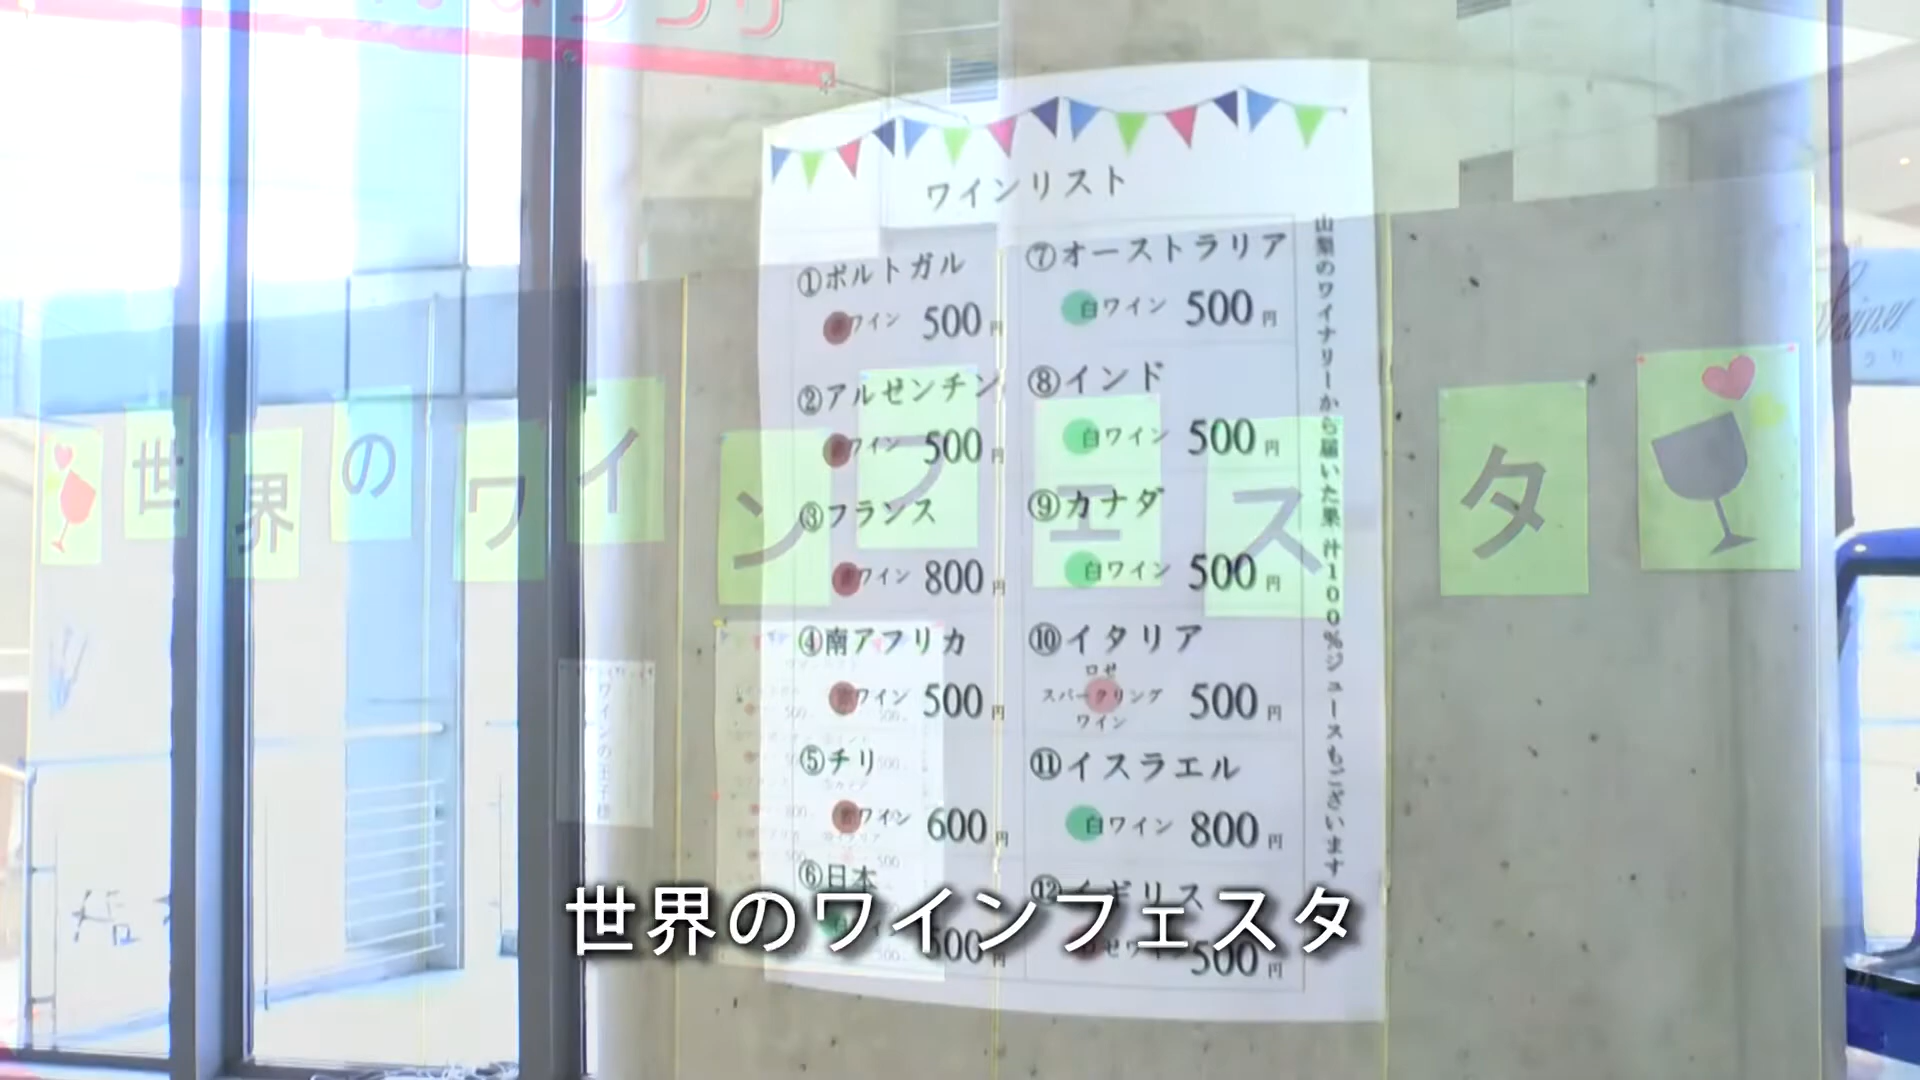 ワインリスト
①ポルトガル
赤ワイン 500円
②アルゼンチン
赤ワイン 500円
③フランス
赤ワイン 800円
④南アフリカ
赤ワイン 500円
⑤チリ
赤ワイン 600円
⑥日本
500円
⑦オーストラリア
白ワイン 500円
⑧インド
白ワイン 500円
⑨カナダ
白ワイン 500円
⑩イタリア
ロゼ
スパークリング
ワイン
500円
⑪イスラエル
白ワイン 800円
⑫イギリス
ロゼワイン 500円
山梨のワイナリーから届いた果汁100%ジュースもございます
世界のワインフェスタ
世界のワインフェスタ